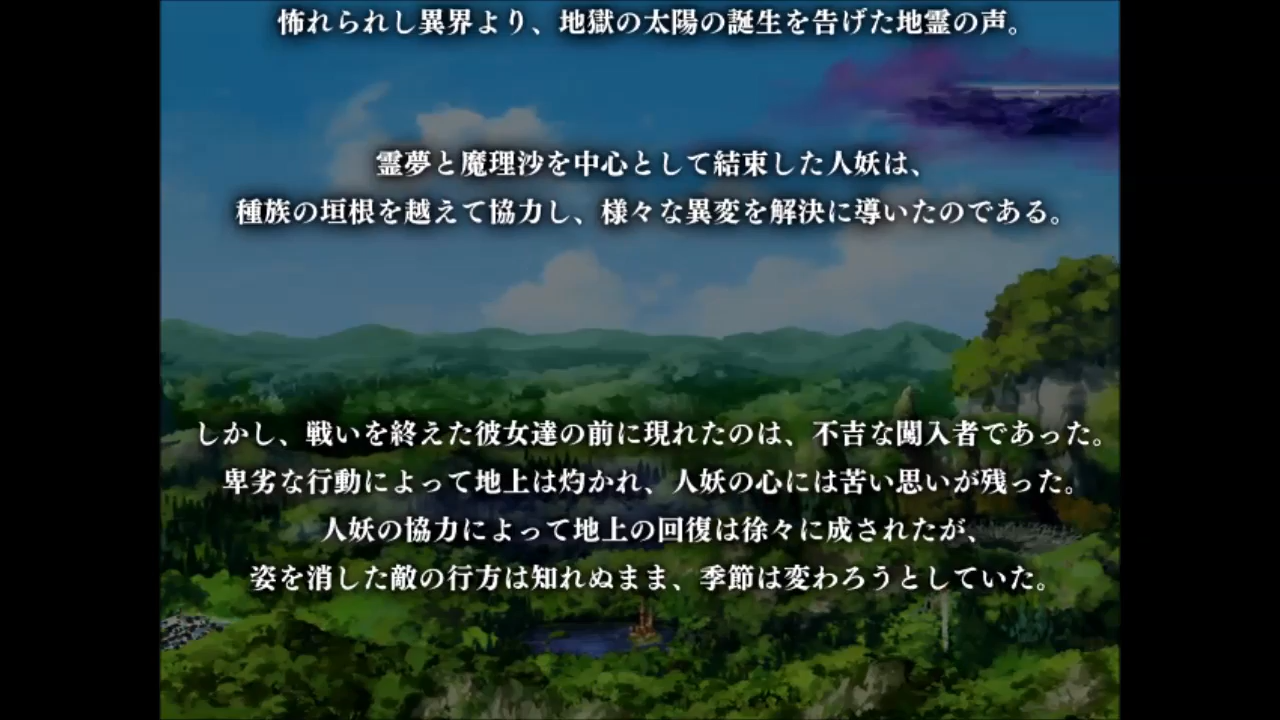 怖れられし異界より、地獄の太陽の誕生を告げた地霊の声。
霊夢と魔理沙を中心として結束した人妖は、
種族の垣根を越えて協力し、様々な異変を解決に導いたのである。
しかし、戦いを終えた彼女達の前に現れたのは、不吉な闖入者であった。
卑劣な行動によって地上は灼かれ、人妖の心には苦い思いが残った。
人妖の協力によって地上の回復は徐々に成されたが、
姿を消した敵の行方は知れぬまま、季節は変わろうとしていた。